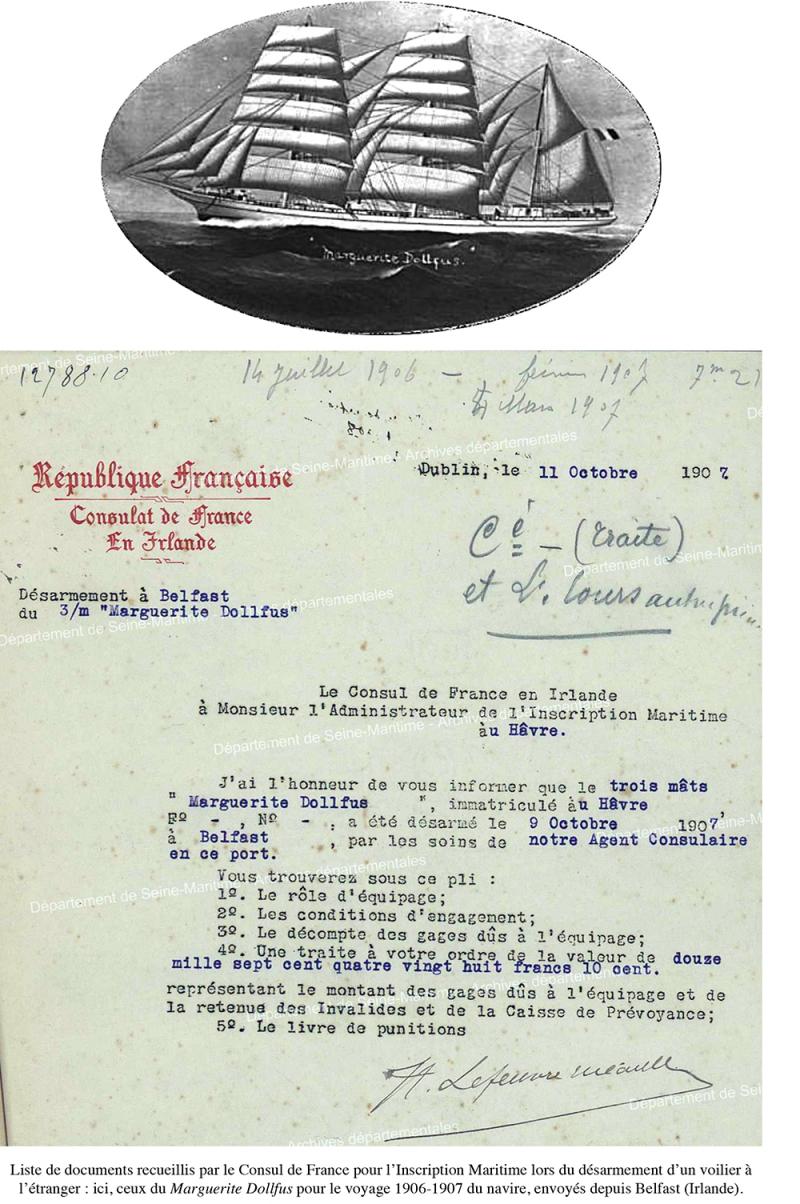 "Marguerite Dollfus."
12788.10 14 juillet 1906 — février 1907 7m 21
Mars 1907
République Française
Consulat de France
En Irlande
Dublin, le 11 Octobre 1907
(traite)
et
Désarmement à Belfast
du 3/m "Marguerite Dollfus"
Le Consul de France en Irlande
à Monsieur l'Administrateur de l'Inscription Maritime
àu Hâvre.
J'ai l'honneur de vous informer que le trois mâts
" Marguerite Dollfus ", immatriculé àu Hâvre
Fº - , Nº - : a été désarmé le 9 Octobre 1907
à Belfast , par les soins de notre Agent Consulaire
en ce port.
Vous trouverez sous ce pli :
1º. Le rôle d'équipage;
2º. Les conditions d'engagement;
3º. Le décompte des gages dûs à l'équipage;
4º. Une traite à votre ordre de la valeur de douze
mille sept cent quatre vingt huit francs 10 cent.
représentant le montant des gages dûs à l'équipage et de
la retenue des Invalides et de la Caisse de Prévoyance;
5º. Le livre de punitions
Département de Seine-Maritime - Archives départementales
Liste de documents recueillis par le Consul de France pour l'Inscription Maritime lors du désarmement d'un voilier à
l'étranger : ici, ceux du Marguerite Dollfus pour le voyage 1906-1907 du navire, envoyés depuis Belfast (Irlande).